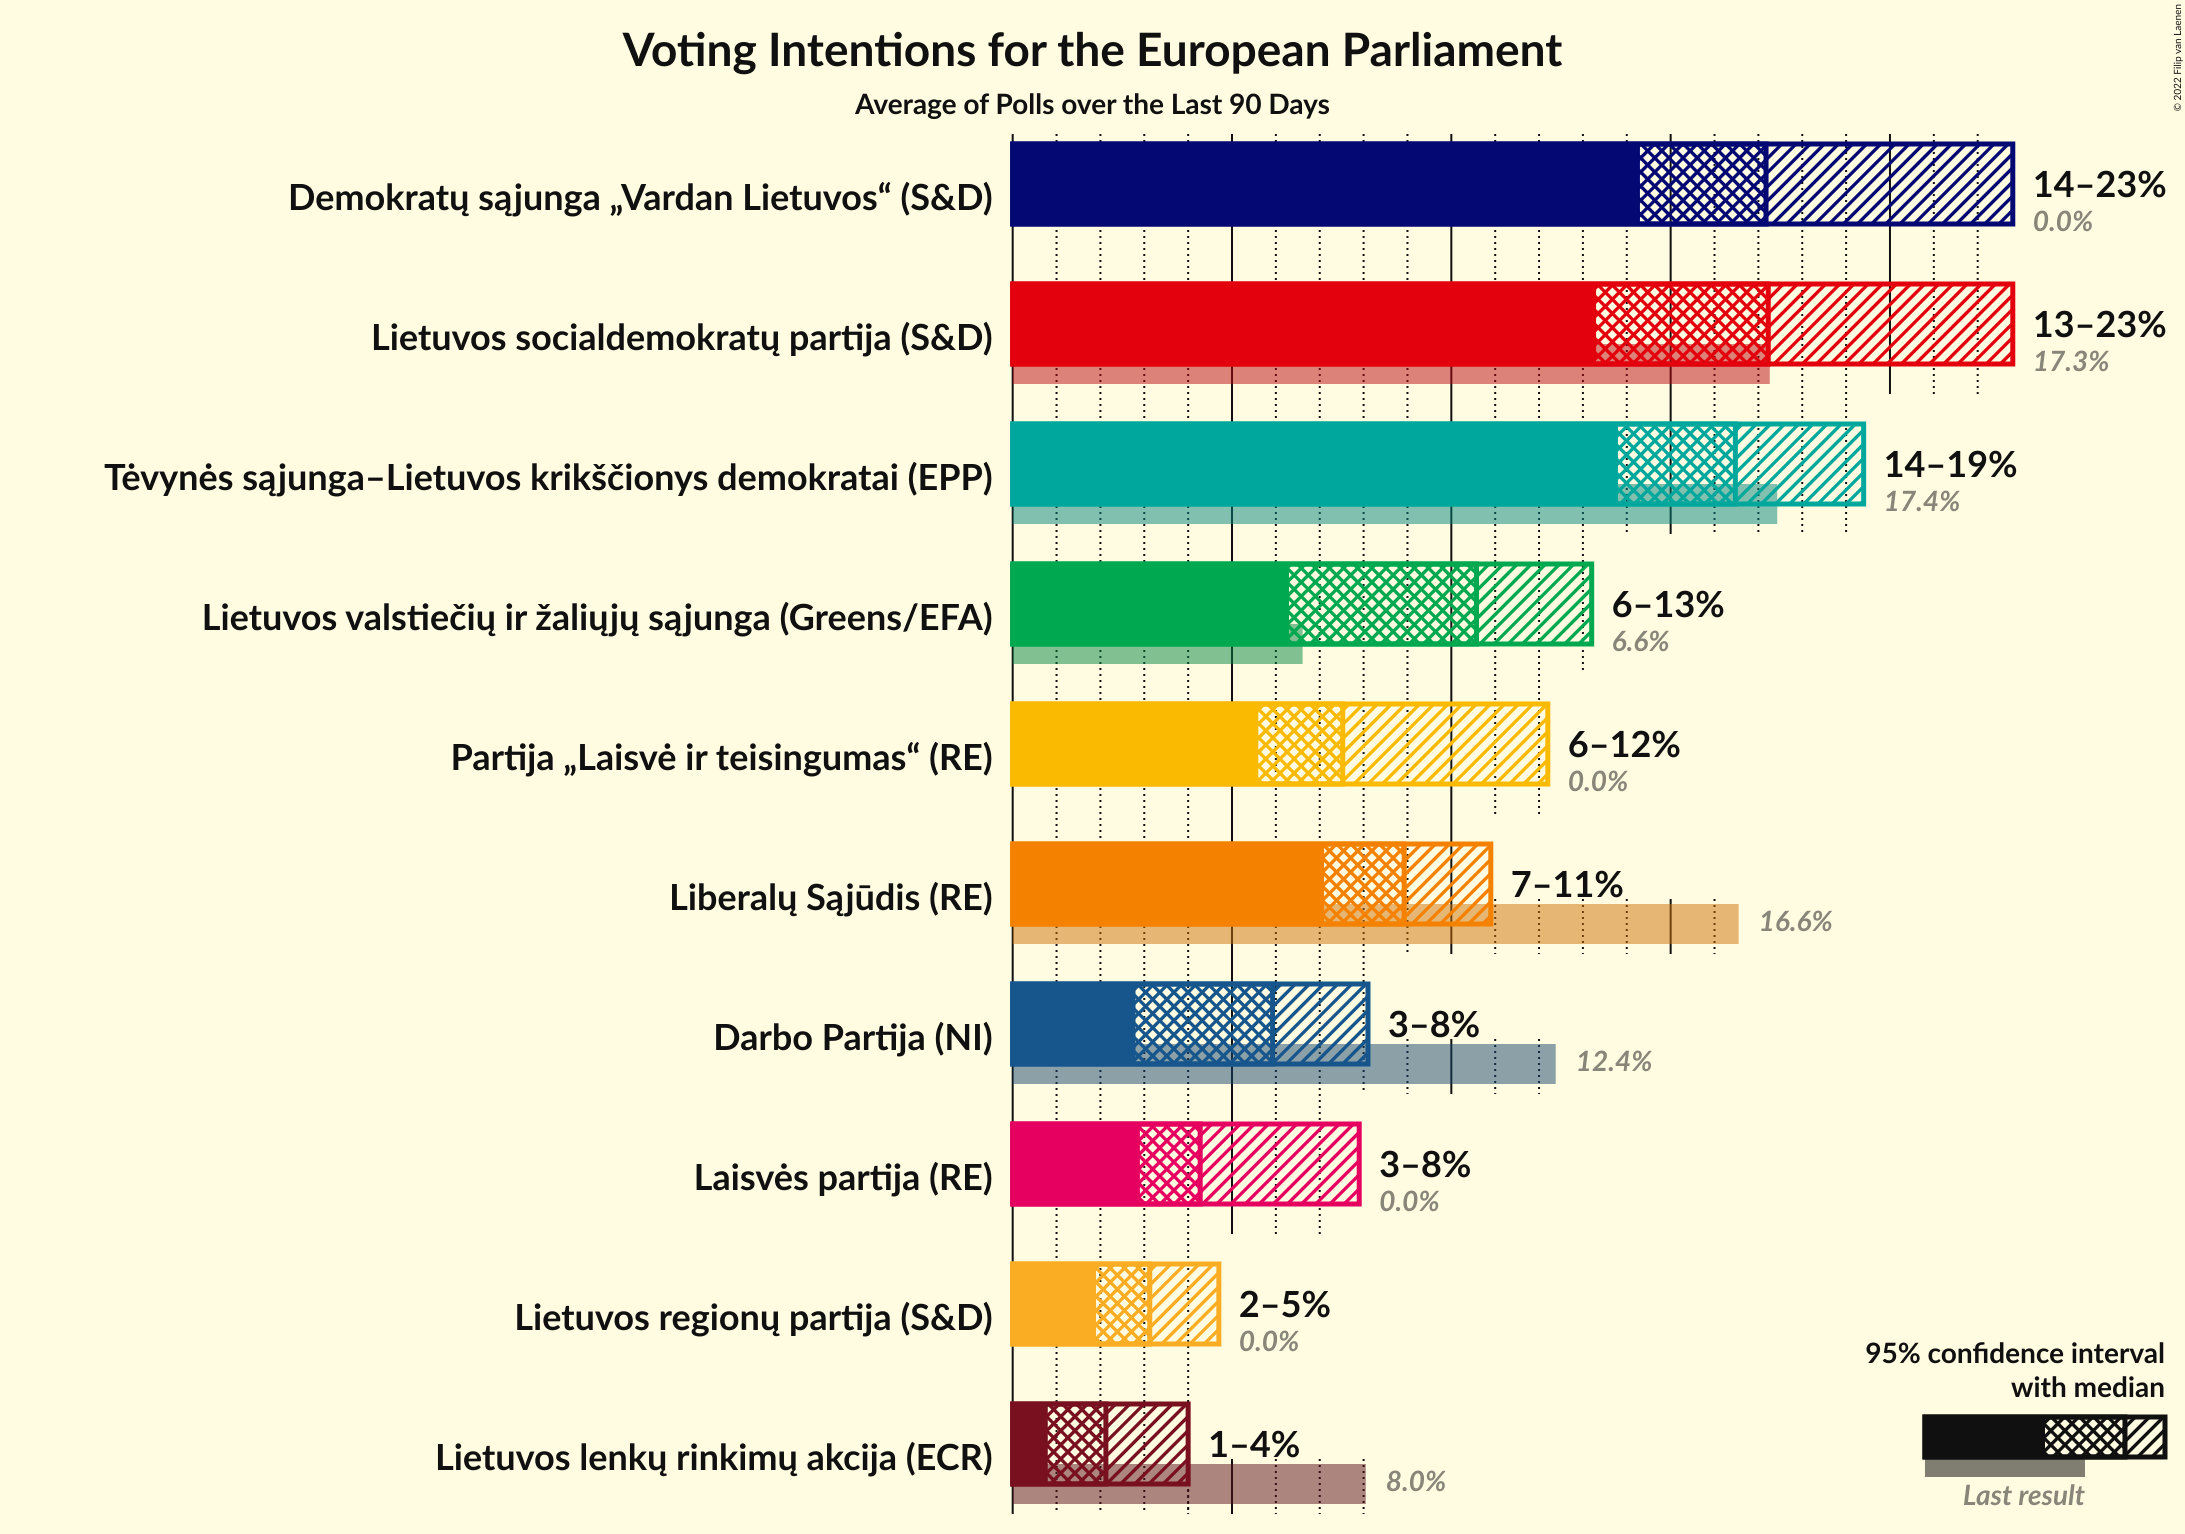 © 2022 Filip van Laenen
Voting Intentions for the European Parliament
Average of Polls over the Last 90 Days
Demokratų sąjunga „Vardan Lietuvos“ (S&D)
14–23%
0.0%
Lietuvos socialdemokratų partija (S&D)
13–23%
17.3%
Tėvynės sąjunga–Lietuvos krikščionys demokratai (EPP)
14–19%
17.4%
Lietuvos valstiečių ir žaliųjų sąjunga (Greens/EFA)
6–13%
6.6%
Partija „Laisvė ir teisingumas“ (RE)
6–12%
0.0%
Liberalų Sąjūdis (RE)
7–11%
16.6%
Darbo Partija (NI)
3–8%
12.4%
Laisvės partija (RE)
3–8%
0.0%
Lietuvos regionų partija (S&D)
2–5%
0.0%
Lietuvos lenkų rinkimų akcija (ECR)
1–4%
8.0%
95% confidence interval
with median
Last result